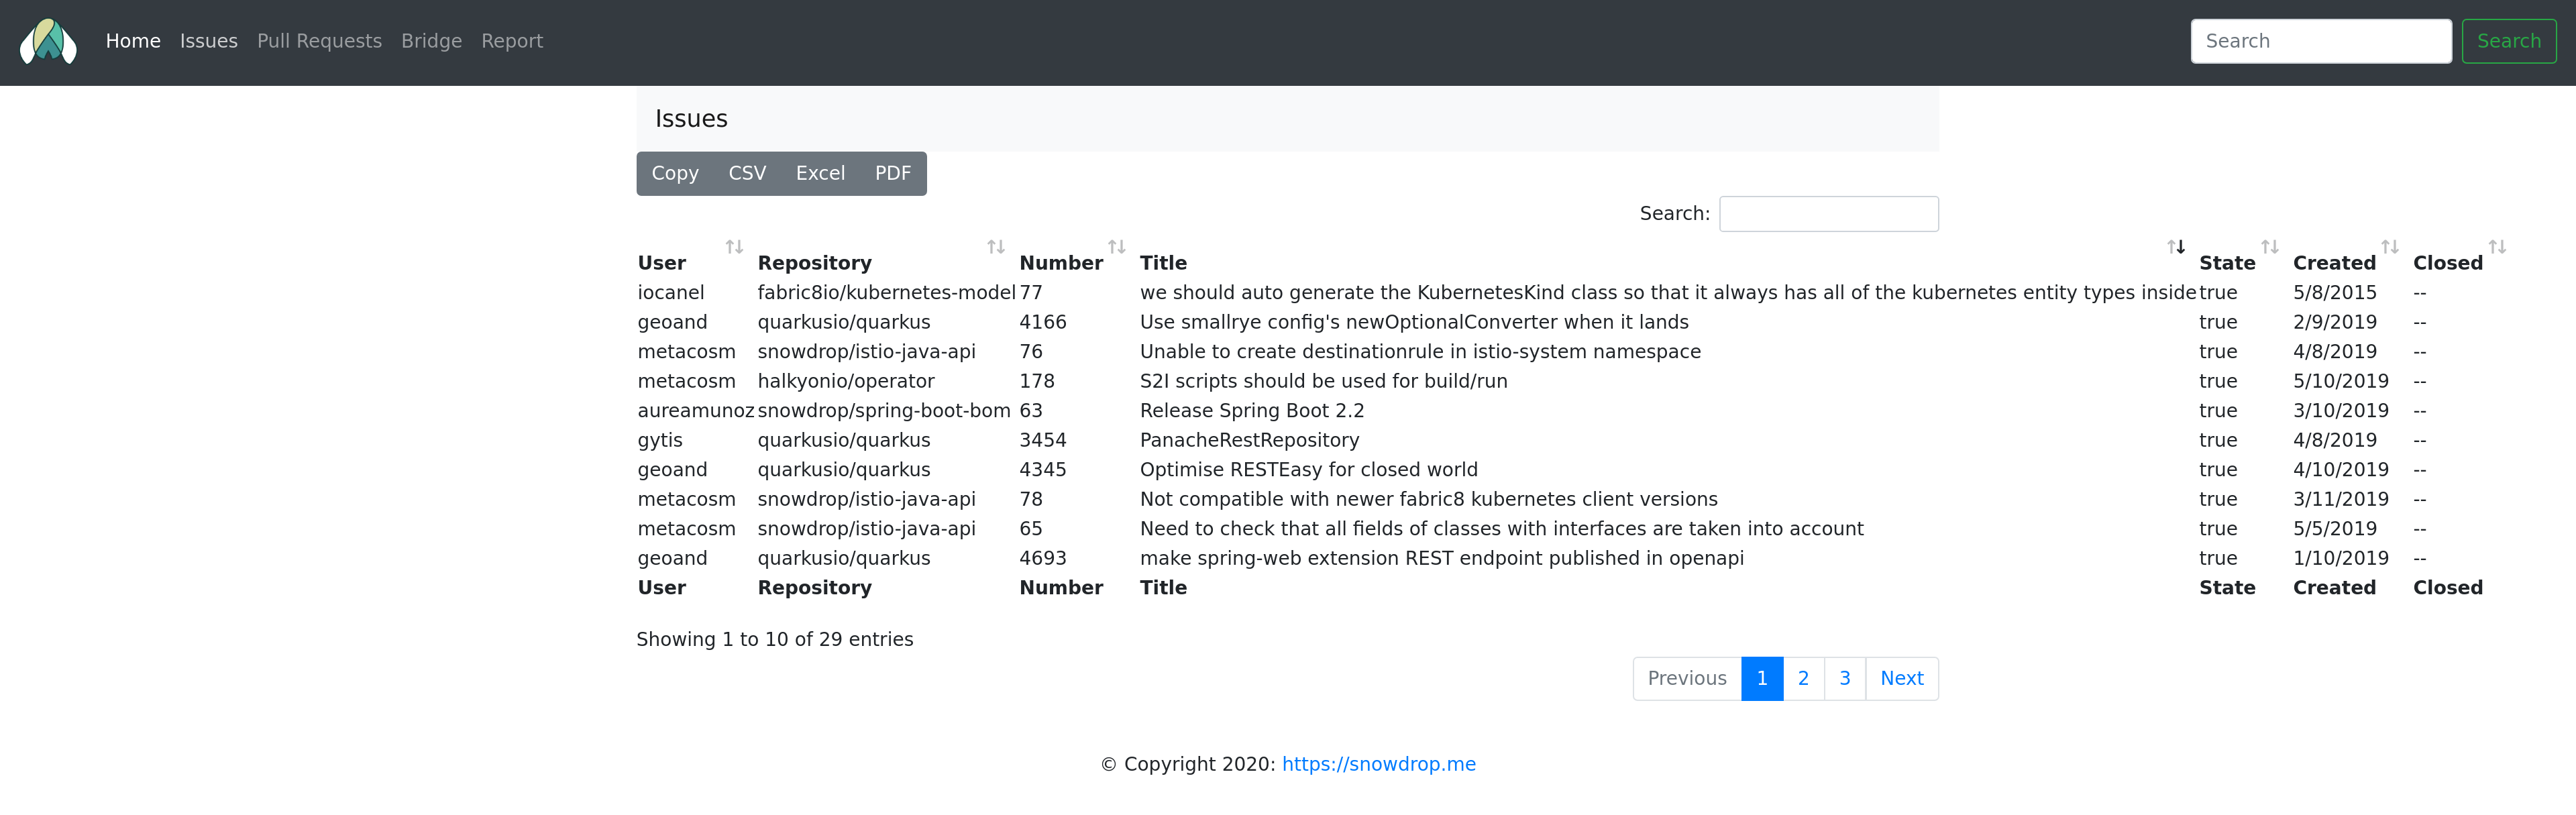 Home Issues Pull Requests Bridge Report Search Search
Issues
Copy CSV Excel PDF
Search:
User Repository Number Title State Created Closed
iocanel fabric8io/kubernetes-model 77 we should auto generate the KubernetesKind class so that it always has all of the kubernetes entity types inside true 5/8/2015 --
geoand quarkusio/quarkus 4166 Use smallrye config's newOptionalConverter when it lands true 2/9/2019 --
metacosm snowdrop/istio-java-api 76 Unable to create destinationrule in istio-system namespace true 4/8/2019 --
metacosm halkyonio/operator 178 S2I scripts should be used for build/run true 5/10/2019 --
aureamunoz snowdrop/spring-boot-bom 63 Release Spring Boot 2.2 true 3/10/2019 --
gytis quarkusio/quarkus 3454 PanacheRestRepository true 4/8/2019 --
geoand quarkusio/quarkus 4345 Optimise RESTEasy for closed world true 4/10/2019 --
metacosm snowdrop/istio-java-api 78 Not compatible with newer fabric8 kubernetes client versions true 3/11/2019 --
metacosm snowdrop/istio-java-api 65 Need to check that all fields of classes with interfaces are taken into account true 5/5/2019 --
geoand quarkusio/quarkus 4693 make spring-web extension REST endpoint published in openapi true 1/10/2019 --
User Repository Number Title State Created Closed
Showing 1 to 10 of 29 entries
Previous 1 2 3 Next
© Copyright 2020: https://snowdrop.me